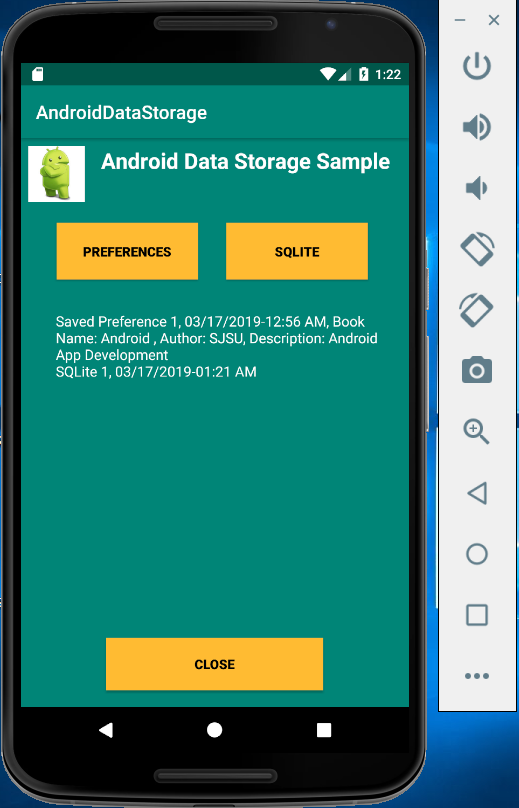 1:22
AndroidDataStorage
Android Data Storage Sample
PREFERENCES
SQLITE
Saved Preference 1, 03/17/2019-12:56 AM, Book
Name: Android , Author: SJSU, Description: Android
App Development
SQLite 1, 03/17/2019-01:21 AM
CLOSE